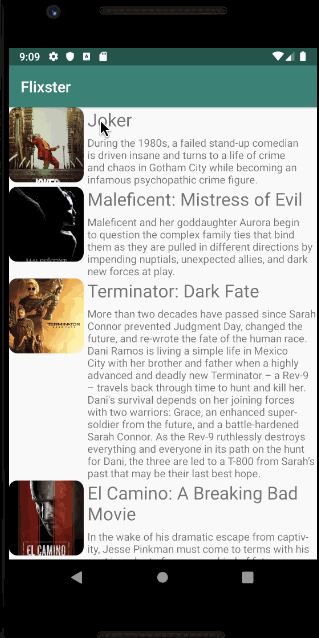 9:09
Flixster
Joker
During the 1980s, a failed stand-up comedian
is driven insane and turns to a life of crime
and chaos in Gotham City while becoming an
infamous psychopathic crime figure.
Maleficent: Mistress of Evil
Maleficent and her goddaughter Aurora begin
to question the complex family ties that bind
them as they are pulled in different directions by
impending nuptials, unexpected allies, and dark
new forces at play.
Terminator: Dark Fate
More than two decades have passed since Sarah
Connor prevented Judgment Day, changed the
future, and re-wrote the fate of the human race.
Dani Ramos is living a simple life in Mexico
City with her brother and father when a highly
advanced and deadly new Terminator – a Rev-9
– travels back through time to hunt and kill her.
Dani's survival depends on her joining forces
with two warriors: Grace, an enhanced super-
soldier from the future, and a battle-hardened
Sarah Connor. As the Rev-9 ruthlessly destroys
everything and everyone in its path on the hunt
for Dani, the three are led to a T-800 from Sarah's
past that may be their last best hope.
TERMINATOR
El Camino: A Breaking Bad
Movie
EL CAMINO
In the wake of his dramatic escape from captiv-
ity, Jesse Pinkman must come to terms with his